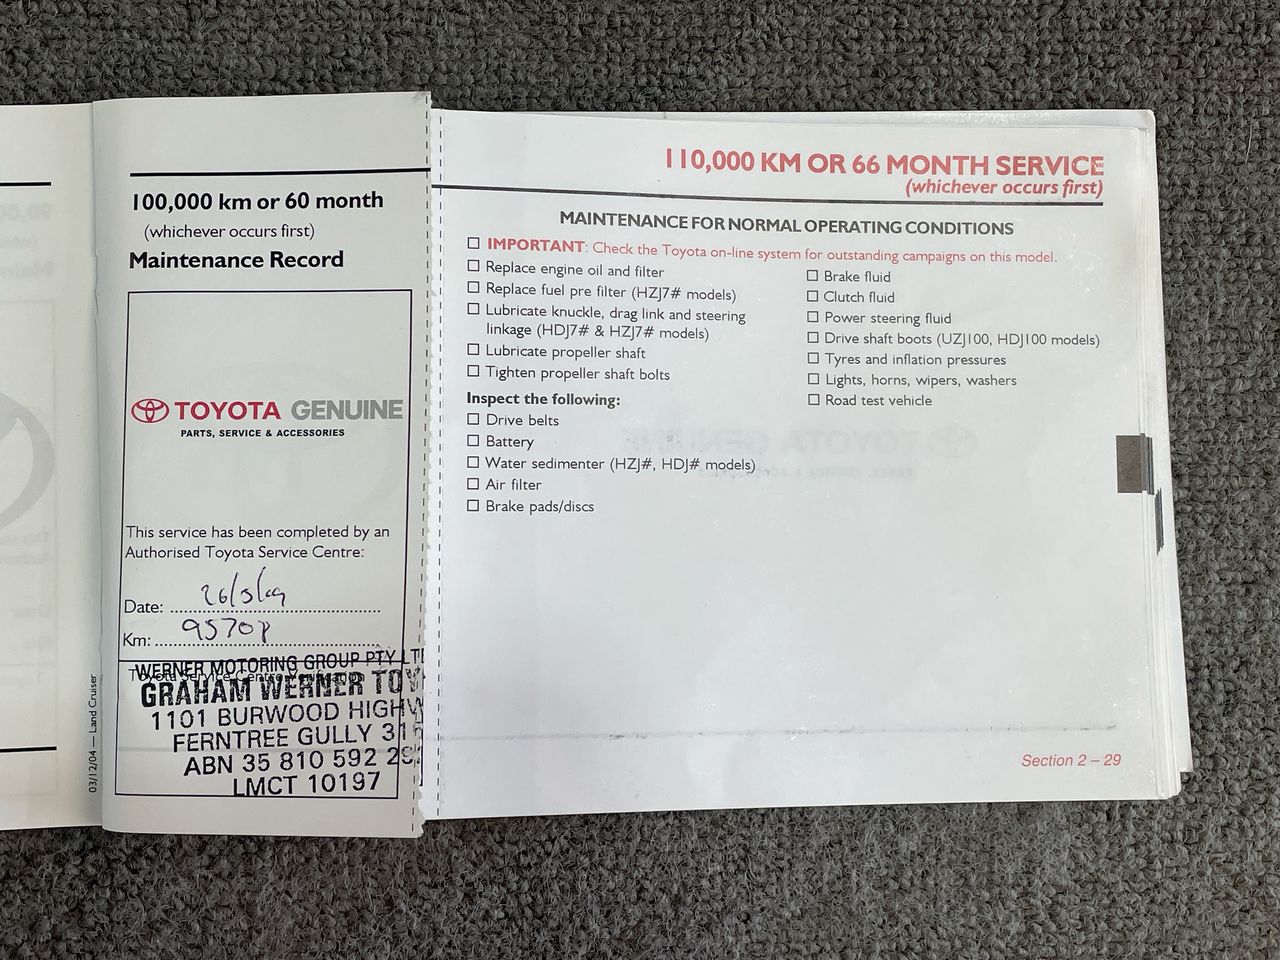 100,000 km or 60 month
(whichever occurs first)
Maintenance Record
TOYOTA GENUINE
PARTS, SERVICE & ACCESSORIES
This service has been completed by an
Authorised Toyota Service Centre:
Date: 26/5/09
Km: 95708
Toyota Service Centre Verification
WERNER MOTORING GROUP PTY LT
GRAHAM WERNER TOY
1101 BURWOOD HIGHW
FERNTREE GULLY 31
ABN 35 810 592 2
LMCT 10197
03/12/04 — Land Cruiser
110,000 KM OR 66 MONTH SERVICE
(whichever occurs first)
MAINTENANCE FOR NORMAL OPERATING CONDITIONS
IMPORTANT: Check the Toyota on-line system for outstanding campaigns on this model.
Replace engine oil and filter
Replace fuel pre filter (HZJ7# models)
Lubricate knuckle, drag link and steering
linkage (HDJ7# & HZJ7# models)
Lubricate propeller shaft
Tighten propeller shaft bolts
Inspect the following:
Drive belts
Battery
Water sedimenter (HZJ#, HDJ# models)
Air filter
Brake pads/discs
Brake fluid
Clutch fluid
Power steering fluid
Drive shaft boots (UZJ100, HDJ100 models)
Tyres and inflation pressures
Lights, horns, wipers, washers
Road test vehicle
Section 2 – 29